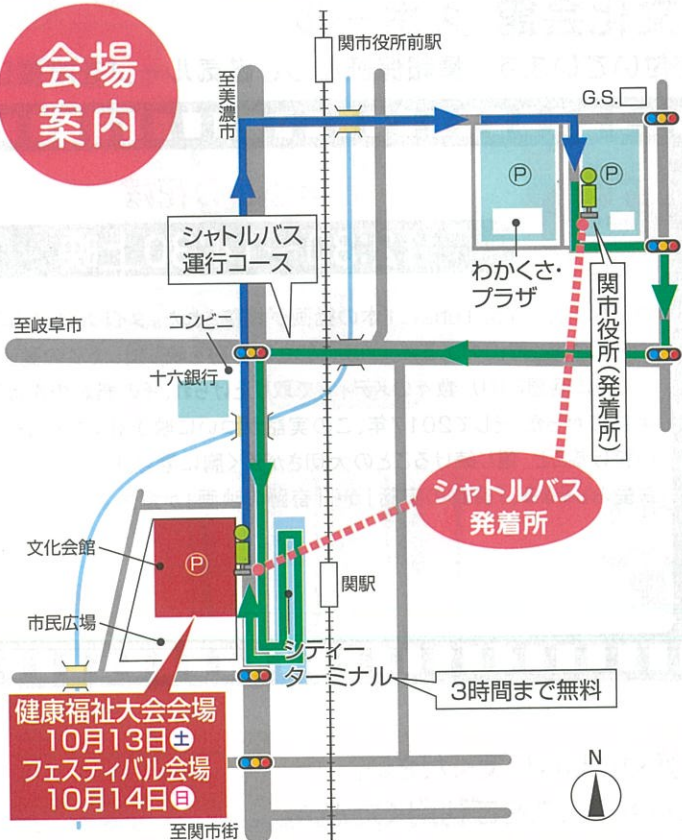 会場
案内
関市役所前駅
至美濃市
G.S.
P
P
シャトルバス
運行コース
わかくさ・
プラザ
関市役所(発着所)
至岐阜市
コンビニ
十六銀行
シャトルバス
発着所
文化会館
P
関駅
市民広場
シティー
ターミナル
3時間まで無料
健康福祉大会会場
10月13日土
フェスティバル会場
10月14日日
N
至関市街